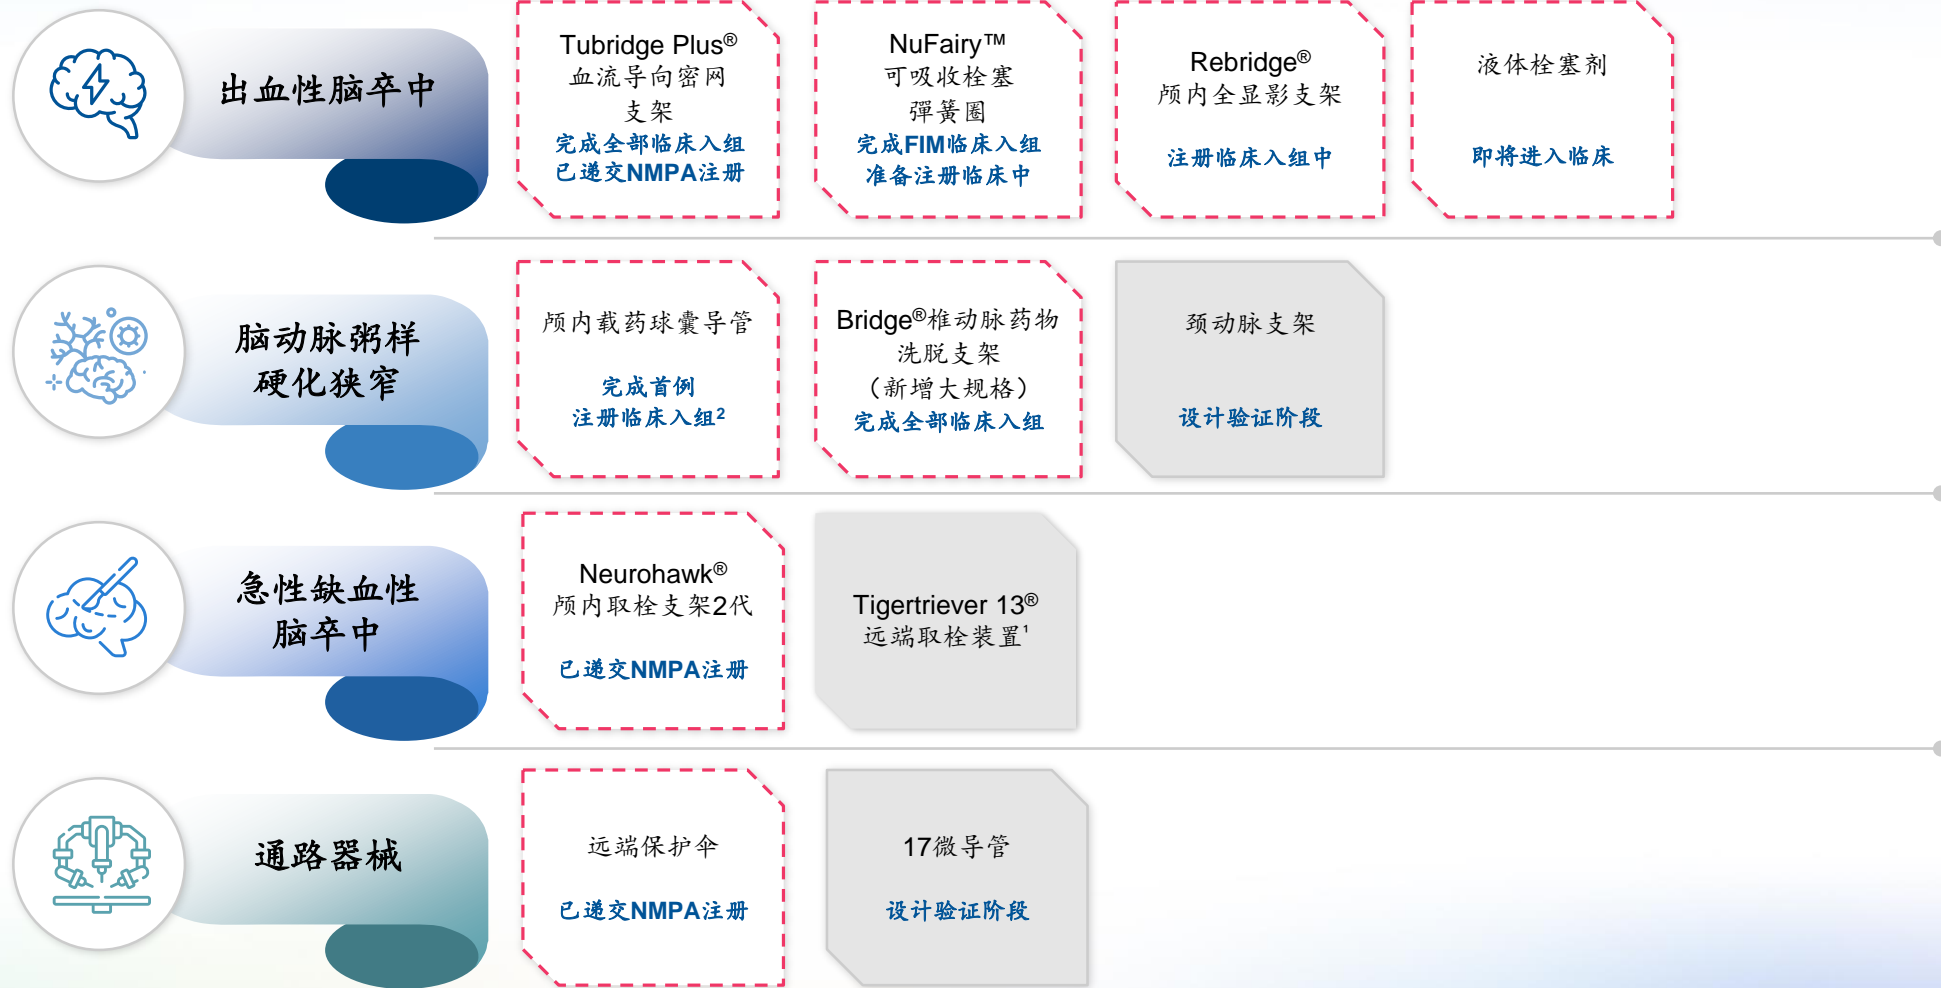 出血性脑卒中
Tubridge Plus®
血流导向密网
支架
完成全部临床入组
已递交NMPA注册
NuFairy™
可吸收栓塞
彈簧圈
完成FIM临床入组
准备注册临床中
Rebridge®
颅内全显影支架
注册临床入组中
液体栓塞剂
即将进入临床
脑动脉粥样
硬化狭窄
颅内载药球囊导管
完成首例
注册临床入组²
Bridge®椎动脉药物
洗脱支架
（新增大规格）
完成全部临床入组
颈动脉支架
设计验证阶段
急性缺血性
脑卒中
Neurohawk®
颅内取栓支架2代
已递交NMPA注册
Tigertriever 13®
远端取栓装置¹
通路器械
远端保护伞
已递交NMPA注册
17微导管
设计验证阶段